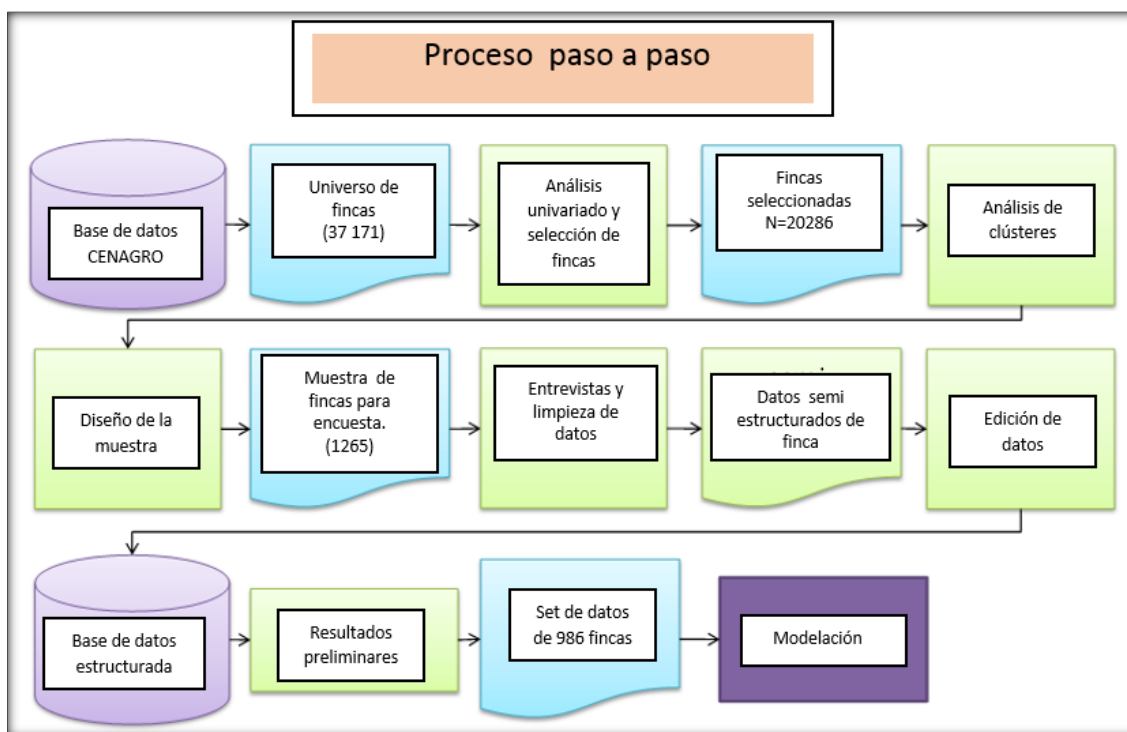 Proceso paso a paso
Base de datos
CENAGRO
Universo de
fincas
(37 171)
Análisis
univariado y
selección de
fincas
Fincas
seleccionadas
N=20286
Análisis de
clústeres
Diseño de la
muestra
Muestra de
fincas para
encuesta.
(1265)
Entrevistas y
limpieza de
datos
Datos semi
estructurados de
finca
Edición de
datos
Base de datos
estructurada
Resultados
preliminares
Set de datos
de 986 fincas
Modelación